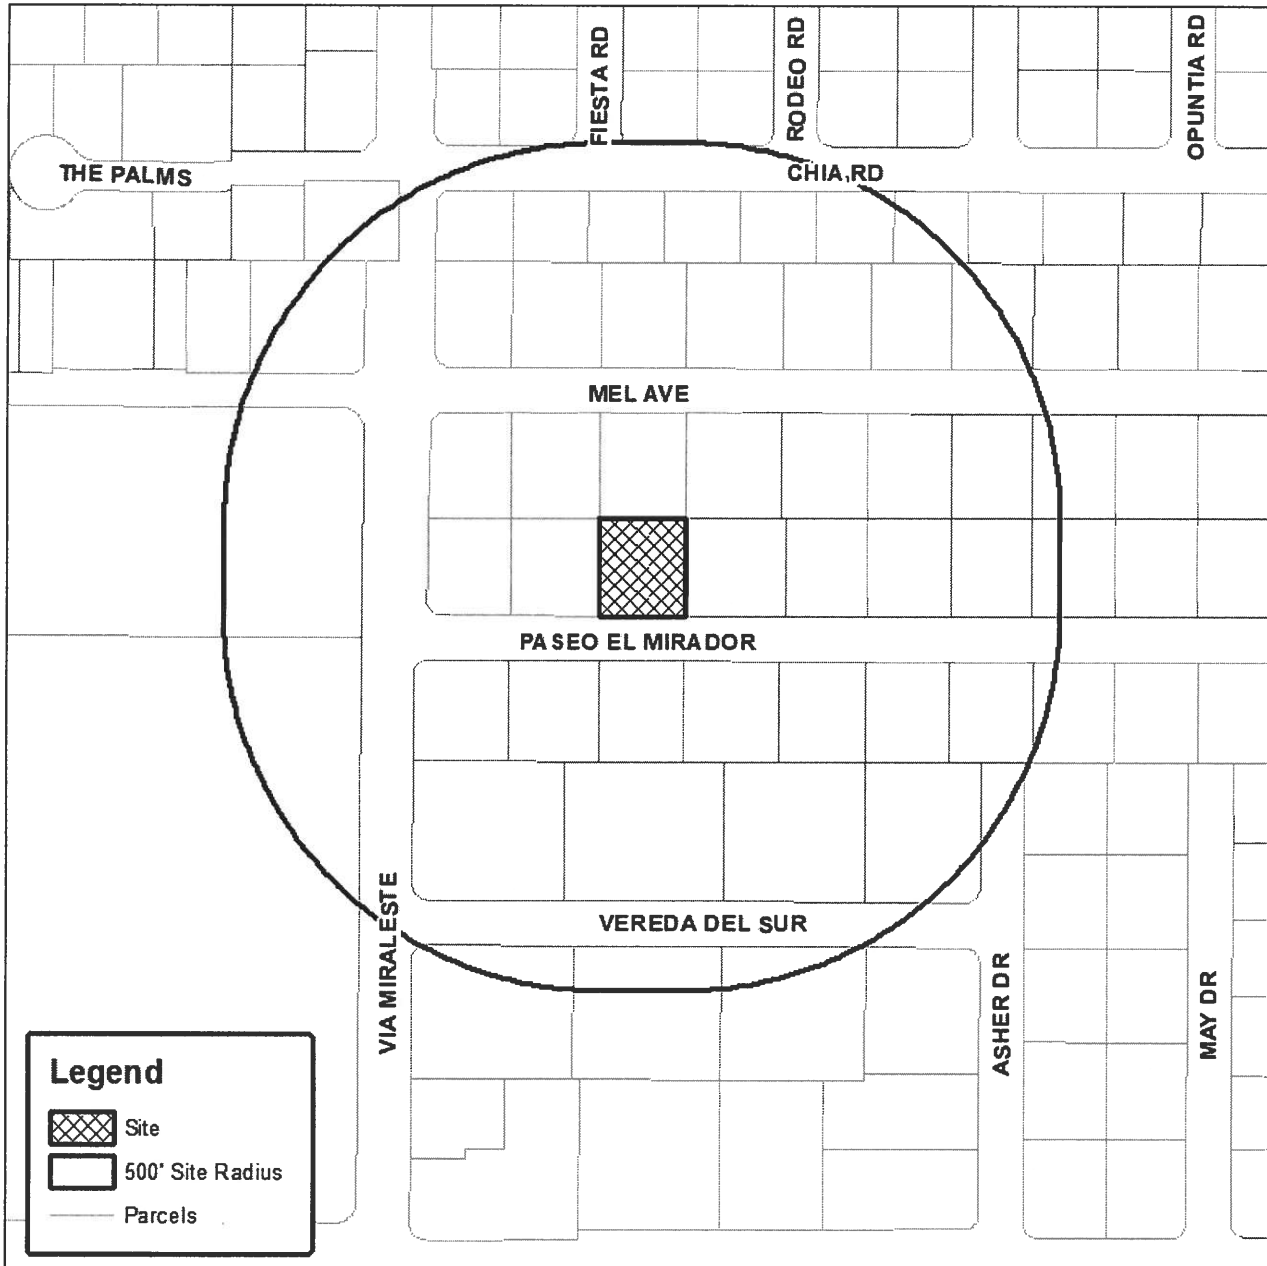 FIESTA RD
RODEO RD
OPUNTIA RD
THE PALMS
CHIA RD
MEL AVE
PASEO EL MIRADOR
VIA MIRALESTE
VEREDA DEL SUR
ASHER DR
MAY DR
Legend
Site
500' Site Radius
Parcels